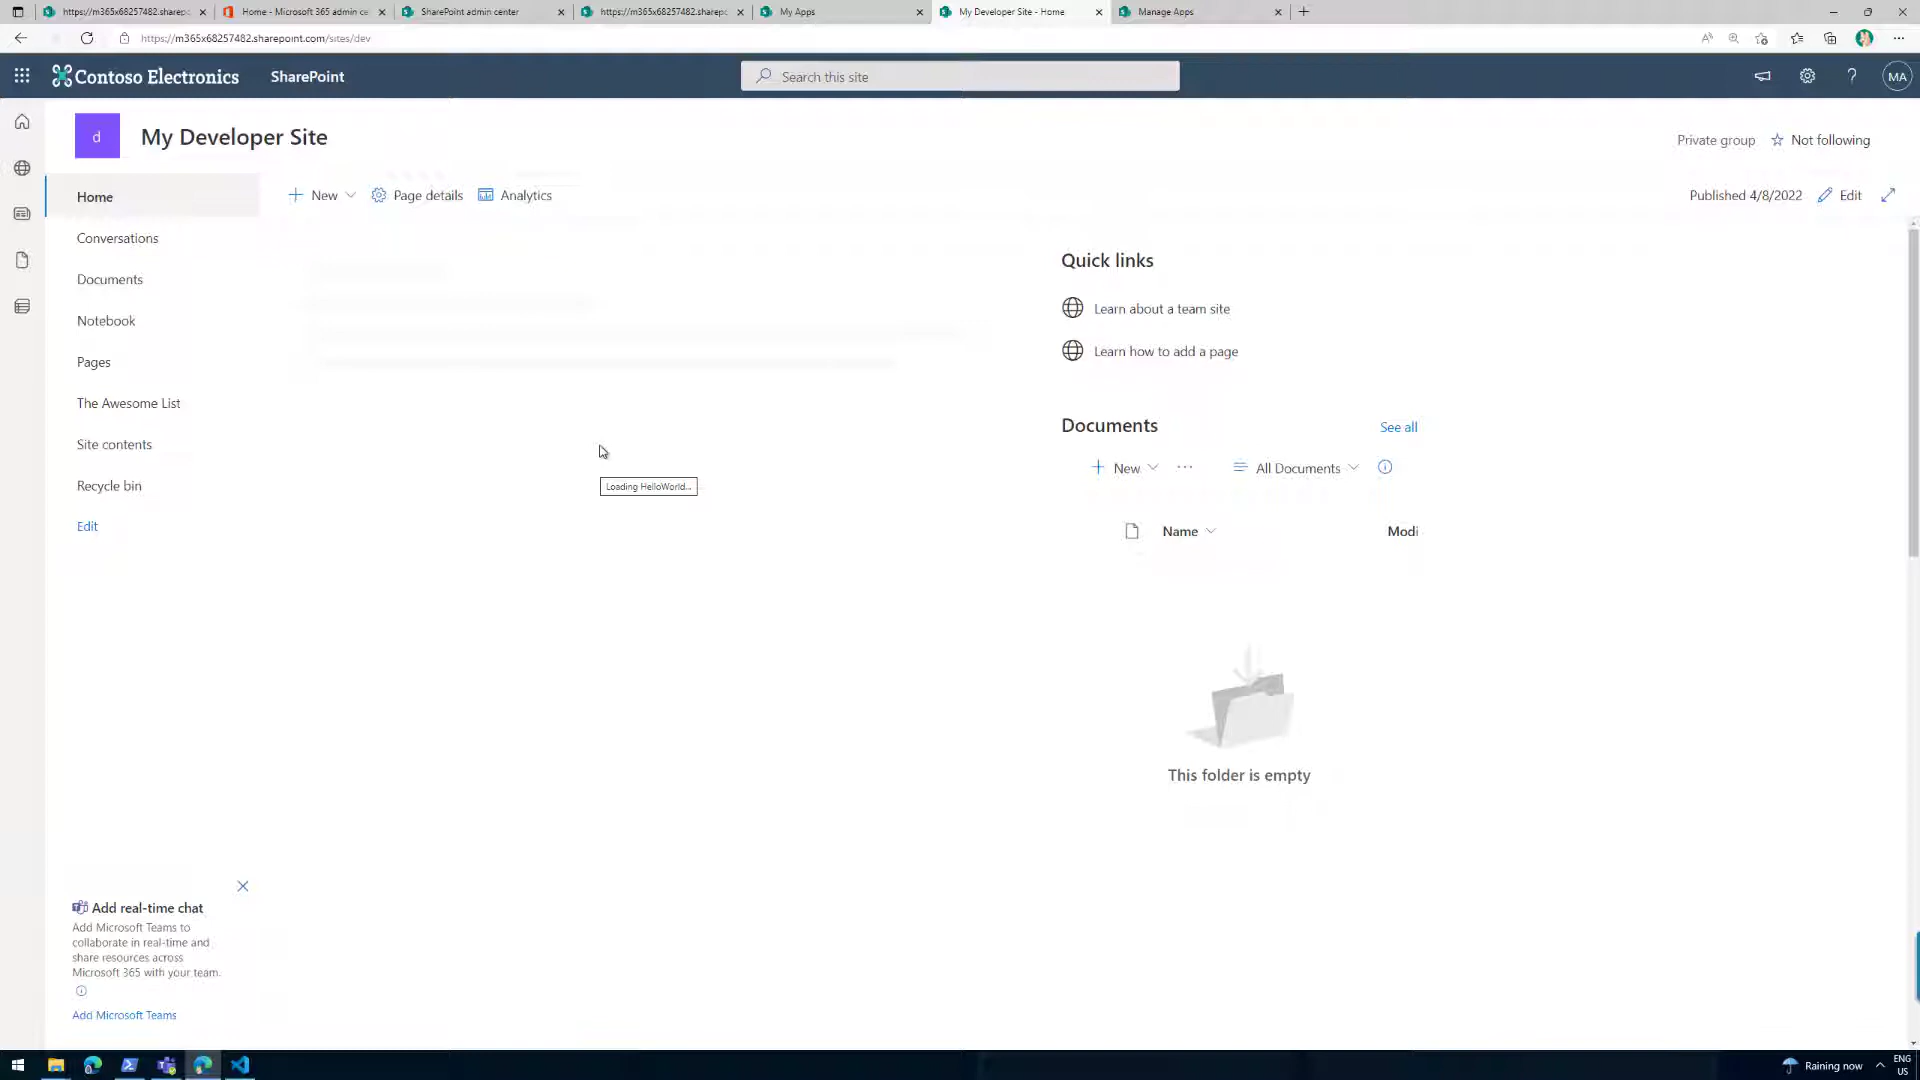 https://m365x68257482.sharepc
Home - Microsoft 365 admin ce
SharePoint admin center
https://m365x68257482.sharepc
My Apps
My Developer Site - Home
Manage Apps
https://m365x68257482.sharepoint.com/sites/dev
Contoso Electronics
SharePoint
Search this site
MA
d
My Developer Site
Private group
Not following
Home
New
Page details
Analytics
Published 4/8/2022
Edit
Conversations
Documents
Notebook
Pages
The Awesome List
Site contents
Recycle bin
Edit
Loading HelloWorld...
Quick links
Learn about a team site
Learn how to add a page
Documents
See all
New
All Documents
Name
Modi
This folder is empty
Add real-time chat
Add Microsoft Teams to
collaborate in real-time and
share resources across
Microsoft 365 with your team.
Add Microsoft Teams
Raining now
ENG
US